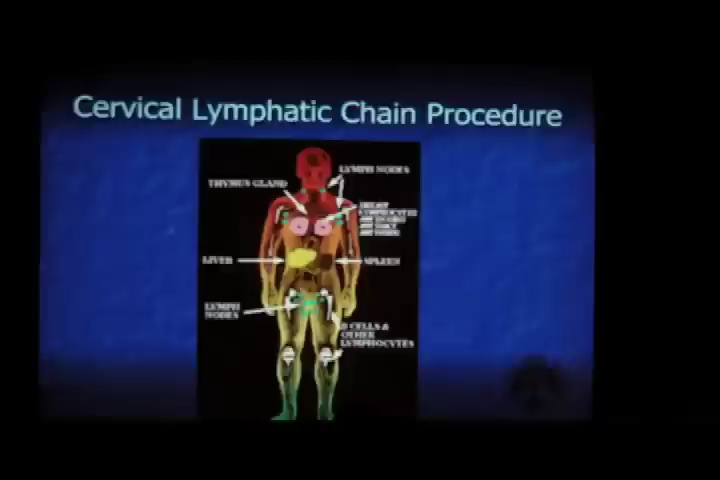 Cervical Lymphatic Chain Procedure
LYMPH NODES
THYMUS GLAND
LIVER
SPLEEN
LYMPH
NODES
B CELLS &
OTHER
LYMPHOCYTES